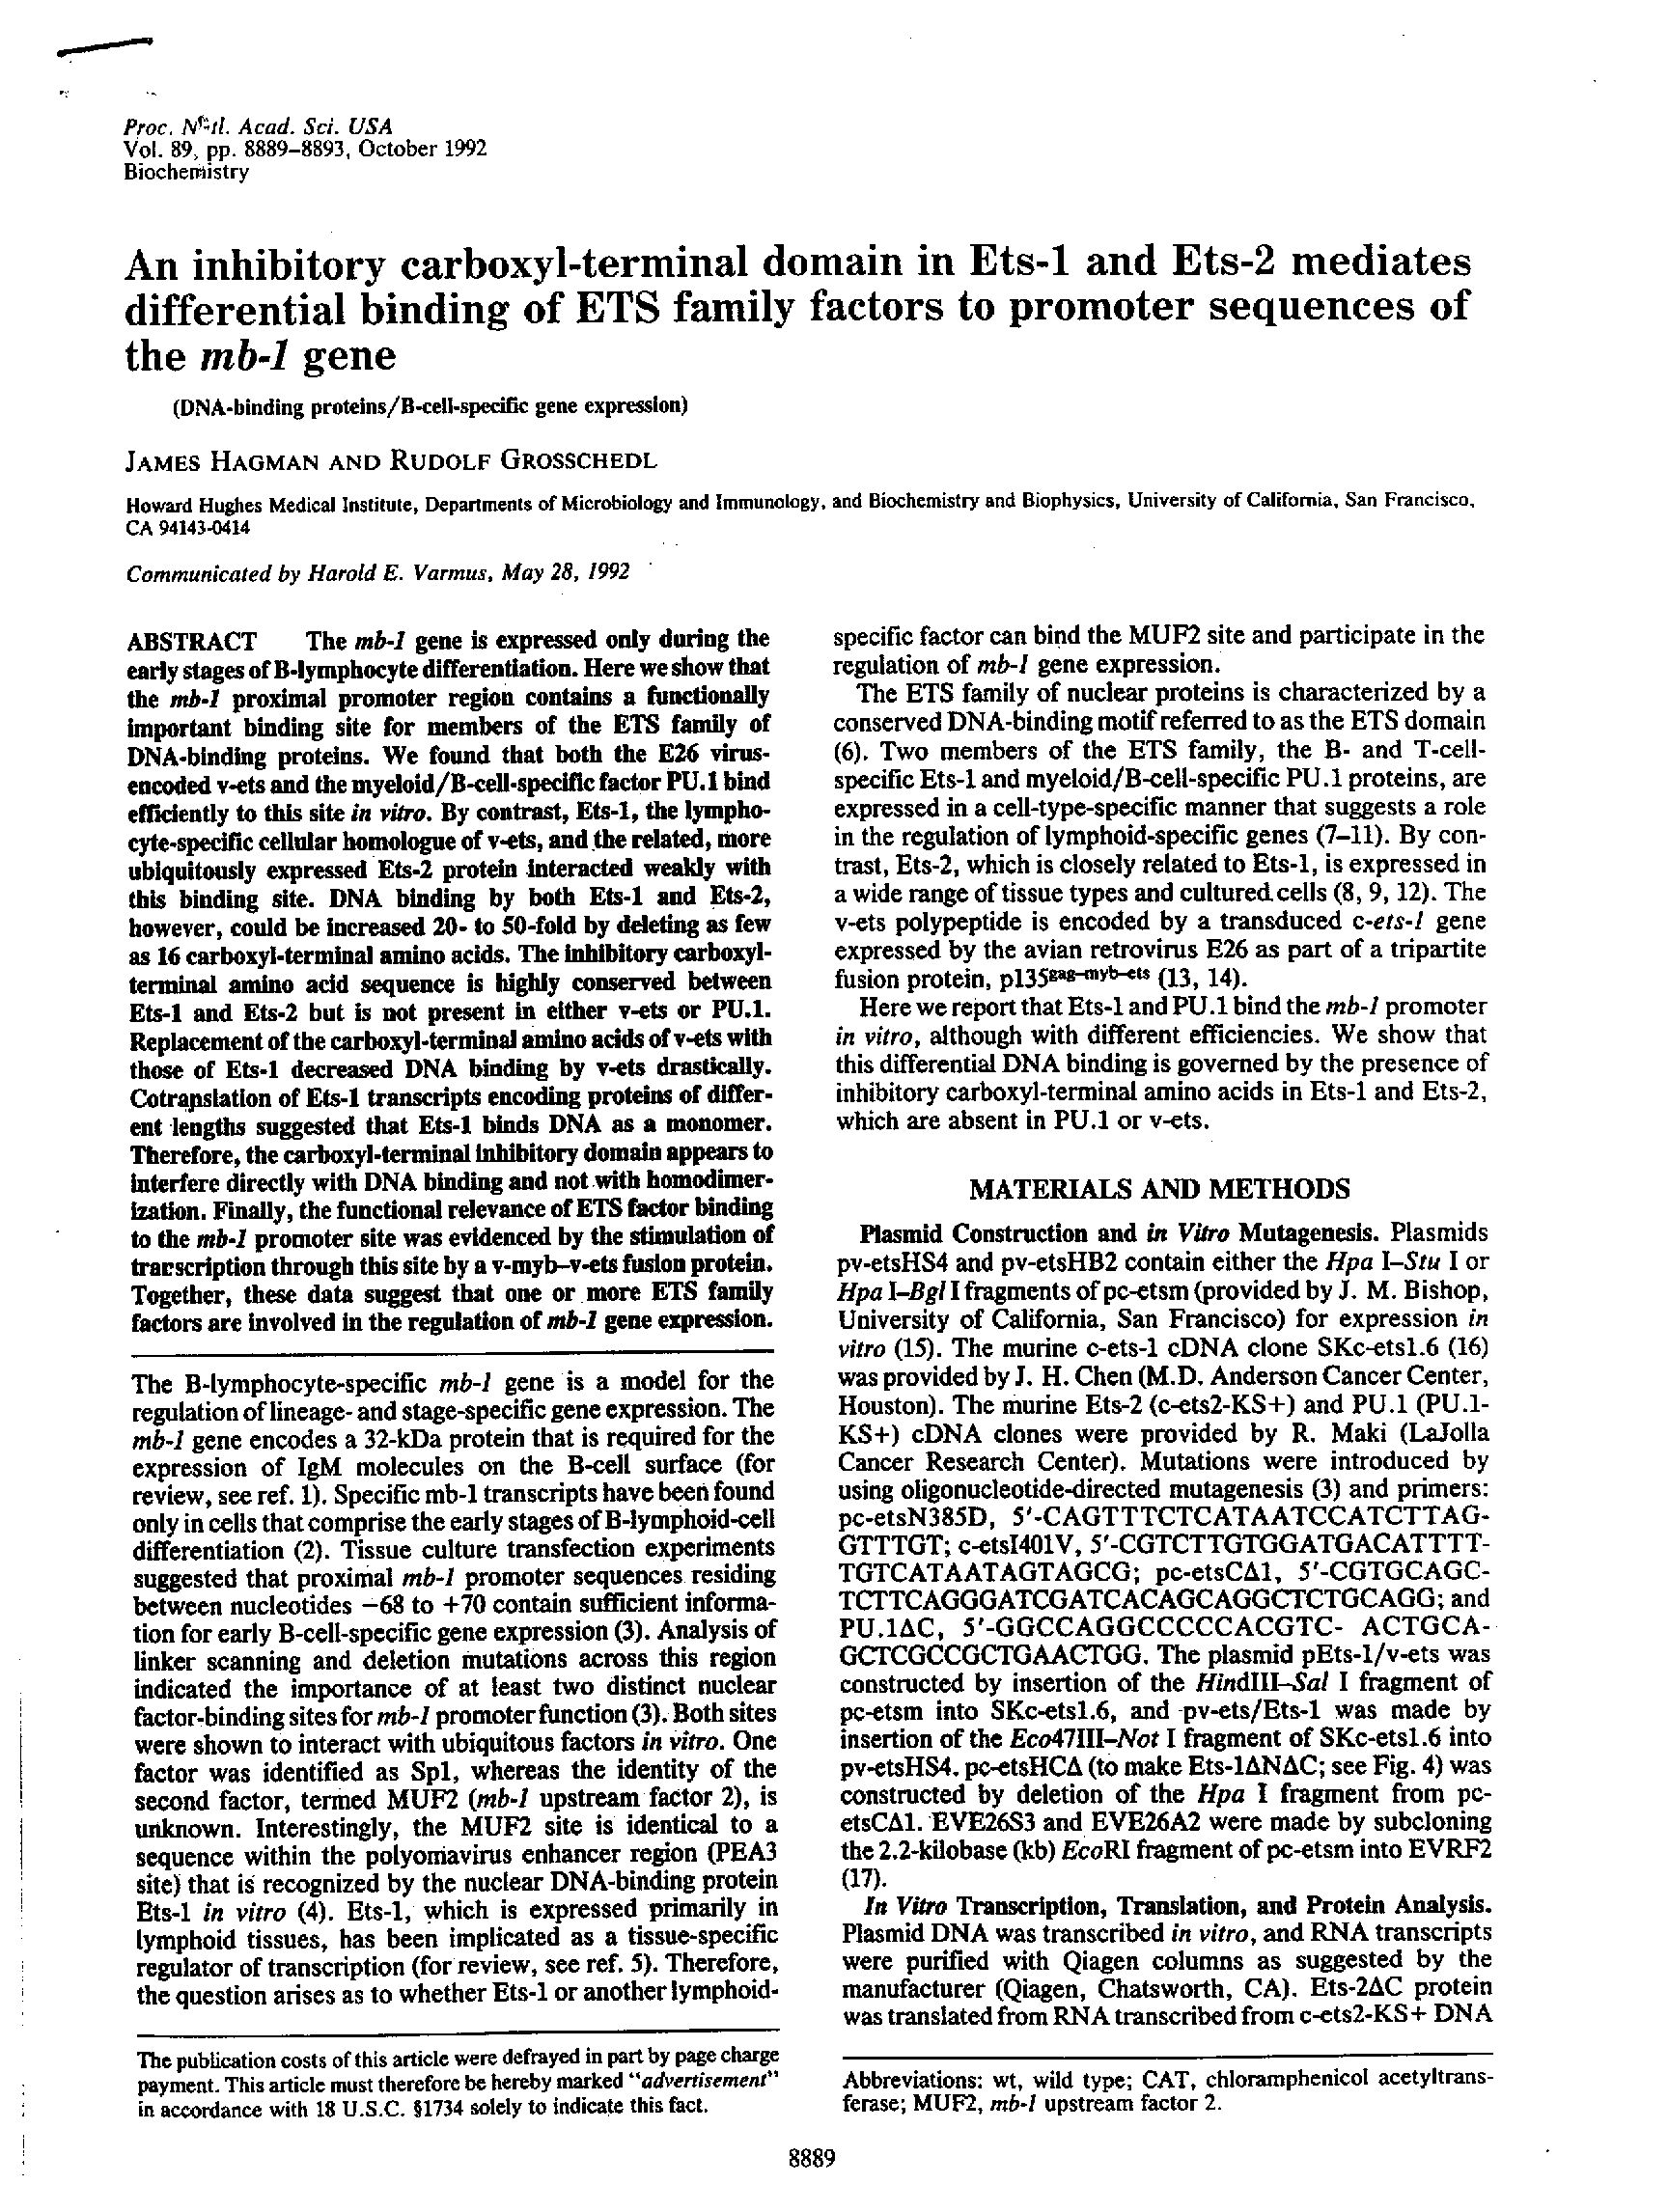 Proc. Natl. Acad. Sci. USA
Vol. 89, pp. 8889–8893, October 1992
Biochemistry
An inhibitory carboxyl-terminal domain in Ets-1 and Ets-2 mediates
differential binding of ETS family factors to promoter sequences of
the mb-1 gene
(DNA-binding proteins/B-cell-specific gene expression)
JAMES HAGMAN AND RUDOLF GROSSCHEDL
Howard Hughes Medical Institute, Departments of Microbiology and Immunology, and Biochemistry and Biophysics, University of California, San Francisco,
CA 94143-0414
Communicated by Harold E. Varmus, May 28, 1992
ABSTRACT The mb-1 gene is expressed only during the
early stages of B-lymphocyte differentiation. Here we show that
the mb-1 proximal promoter region contains a functionally
important binding site for members of the ETS family of
DNA-binding proteins. We found that both the E26 virus-
encoded v-ets and the myeloid/B-cell-specific factor PU.1 bind
efficiently to this site in vitro. By contrast, Ets-1, the lympho-
cyte-specific cellular homologue of v-ets, and the related, more
ubiquitously expressed Ets-2 protein interacted weakly with
this binding site. DNA binding by both Ets-1 and Ets-2,
however, could be increased 20- to 50-fold by deleting as few
as 16 carboxyl-terminal amino acids. The inhibitory carboxyl-
terminal amino acid sequence is highly conserved between
Ets-1 and Ets-2 but is not present in either v-ets or PU.1.
Replacement of the carboxyl-terminal amino acids of v-ets with
those of Ets-1 decreased DNA binding by v-ets drastically.
Cotranslation of Ets-1 transcripts encoding proteins of differ-
ent lengths suggested that Ets-1 binds DNA as a monomer.
Therefore, the carboxyl-terminal inhibitory domain appears to
interfere directly with DNA binding and not with homodimer-
ization. Finally, the functional relevance of ETS factor binding
to the mb-1 promoter site was evidenced by the stimulation of
transcription through this site by a v-myb–v-ets fusion protein.
Together, these data suggest that one or more ETS family
factors are involved in the regulation of mb-1 gene expression.
The B-lymphocyte-specific mb-1 gene is a model for the
regulation of lineage- and stage-specific gene expression. The
mb-1 gene encodes a 32-kDa protein that is required for the
expression of IgM molecules on the B-cell surface (for
review, see ref. 1). Specific mb-1 transcripts have been found
only in cells that comprise the early stages of B-lymphoid-cell
differentiation (2). Tissue culture transfection experiments
suggested that proximal mb-1 promoter sequences residing
between nucleotides −68 to +70 contain sufficient informa-
tion for early B-cell-specific gene expression (3). Analysis of
linker scanning and deletion mutations across this region
indicated the importance of at least two distinct nuclear
factor-binding sites for mb-1 promoter function (3). Both sites
were shown to interact with ubiquitous factors in vitro. One
factor was identified as Sp1, whereas the identity of the
second factor, termed MUF2 (mb-1 upstream factor 2), is
unknown. Interestingly, the MUF2 site is identical to a
sequence within the polyomavirus enhancer region (PEA3
site) that is recognized by the nuclear DNA-binding protein
Ets-1 in vitro (4). Ets-1, which is expressed primarily in
lymphoid tissues, has been implicated as a tissue-specific
regulator of transcription (for review, see ref. 5). Therefore,
the question arises as to whether Ets-1 or another lymphoid-
The publication costs of this article were defrayed in part by page charge
payment. This article must therefore be hereby marked "advertisement"
in accordance with 18 U.S.C. §1734 solely to indicate this fact.
specific factor can bind the MUF2 site and participate in the
regulation of mb-1 gene expression.
The ETS family of nuclear proteins is characterized by a
conserved DNA-binding motif referred to as the ETS domain
(6). Two members of the ETS family, the B- and T-cell-
specific Ets-1 and myeloid/B-cell-specific PU.1 proteins, are
expressed in a cell-type-specific manner that suggests a role
in the regulation of lymphoid-specific genes (7–11). By con-
trast, Ets-2, which is closely related to Ets-1, is expressed in
a wide range of tissue types and cultured cells (8, 9, 12). The
v-ets polypeptide is encoded by a transduced c-ets-1 gene
expressed by the avian retrovirus E26 as part of a tripartite
fusion protein, p135gag–myb–ets (13, 14).
Here we report that Ets-1 and PU.1 bind the mb-1 promoter
in vitro, although with different efficiencies. We show that
this differential DNA binding is governed by the presence of
inhibitory carboxyl-terminal amino acids in Ets-1 and Ets-2,
which are absent in PU.1 or v-ets.
MATERIALS AND METHODS
Plasmid Construction and in Vitro Mutagenesis. Plasmids
pv-etsHS4 and pv-etsHB2 contain either the Hpa I–Stu I or
Hpa I–Bgl I fragments of pc-etsm (provided by J. M. Bishop,
University of California, San Francisco) for expression in
vitro (15). The murine c-ets-1 cDNA clone SKc-ets1.6 (16)
was provided by J. H. Chen (M.D. Anderson Cancer Center,
Houston). The murine Ets-2 (c-ets2-KS+) and PU.1 (PU.1-
KS+) cDNA clones were provided by R. Maki (LaJolla
Cancer Research Center). Mutations were introduced by
using oligonucleotide-directed mutagenesis (3) and primers:
pc-etsN385D, 5′-CAGTTTCTCATAATCCATCTTAG-
GTTTGT; c-etsI401V, 5′-CGTCTTGTGGATGACATTTT-
TGTCATAATAGTAGCG; pc-etsCΔ1, 5′-CGTGCAGC-
TCTTCAGGGATCGATCACAGCAGGCTCTGCAGG; and
PU.1ΔC, 5′-GGCCAGGCCCCCACGTC- ACTGCA-
GCTCGCCGCTGAACTGG. The plasmid pEts-1/v-ets was
constructed by insertion of the HindIII–Sal I fragment of
pc-etsm into SKc-ets1.6, and pv-ets/Ets-1 was made by
insertion of the Eco47III–Not I fragment of SKc-ets1.6 into
pv-etsHS4. pc-etsHCΔ (to make Ets-1ΔNΔC; see Fig. 4) was
constructed by deletion of the Hpa I fragment from pc-
etsCΔ1. EVE26S3 and EVE26A2 were made by subcloning
the 2.2-kilobase (kb) EcoRI fragment of pc-etsm into EVRF2
(17).
In Vitro Transcription, Translation, and Protein Analysis.
Plasmid DNA was transcribed in vitro, and RNA transcripts
were purified with Qiagen columns as suggested by the
manufacturer (Qiagen, Chatsworth, CA). Ets-2ΔC protein
was translated from RNA transcribed from c-ets2-KS+ DNA
Abbreviations: wt, wild type; CAT, chloramphenicol acetyltrans-
ferase; MUF2, mb-1 upstream factor 2.
8889